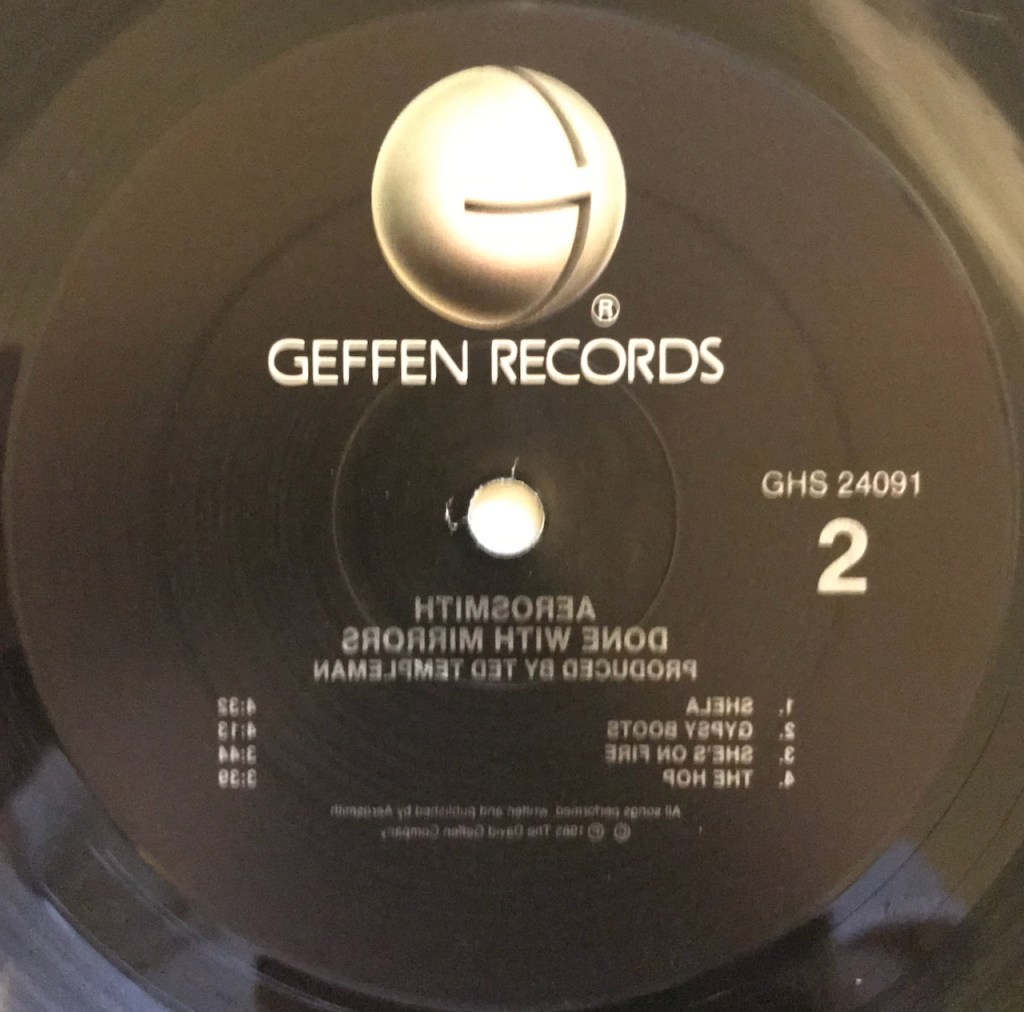 ®
GEFFEN RECORDS
GHS 24091
2
AEROSMITH
DONE WITH MIRRORS
PRODUCED BY TED TEMPLEMAN
1. SHELA 4:32
2. GYPSY BOOTS 4:13
3. SHE'S ON FIRE 3:44
4. THE HOP 3:39
All songs performed, written and published by Aerosmith
© ℗ 1985 The David Geffen Company